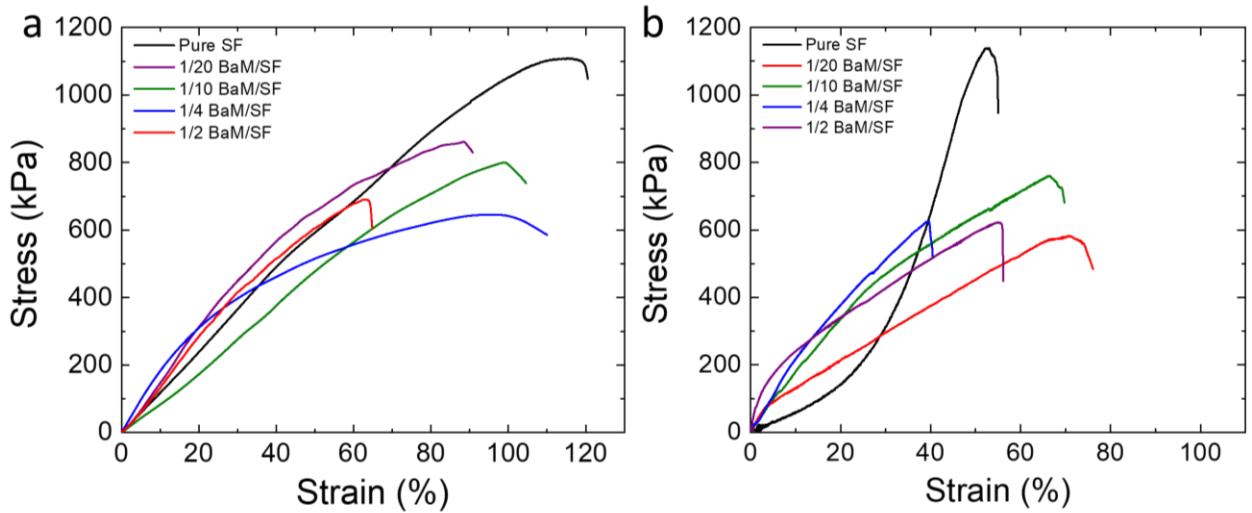 a
1200
1000
800
600
400
200
0
Stress (kPa)
Pure SF
1/20 BaM/SF
1/10 BaM/SF
1/4 BaM/SF
1/2 BaM/SF
0 20 40 60 80 100 120
Strain (%)
b
1200
1000
800
600
400
200
0
Stress (kPa)
Pure SF
1/20 BaM/SF
1/10 BaM/SF
1/4 BaM/SF
1/2 BaM/SF
0 20 40 60 80 100
Strain (%)